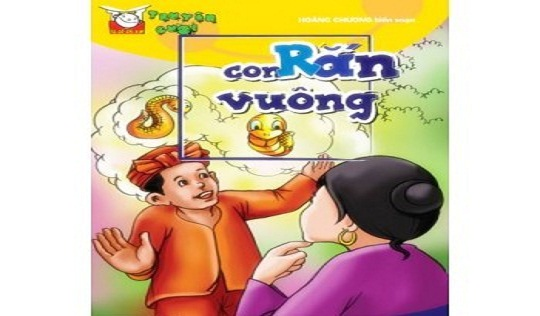 TRUYỆN
CƯỜI
HOÀNG CHƯƠNG biên soạn
con Rắn
vuông